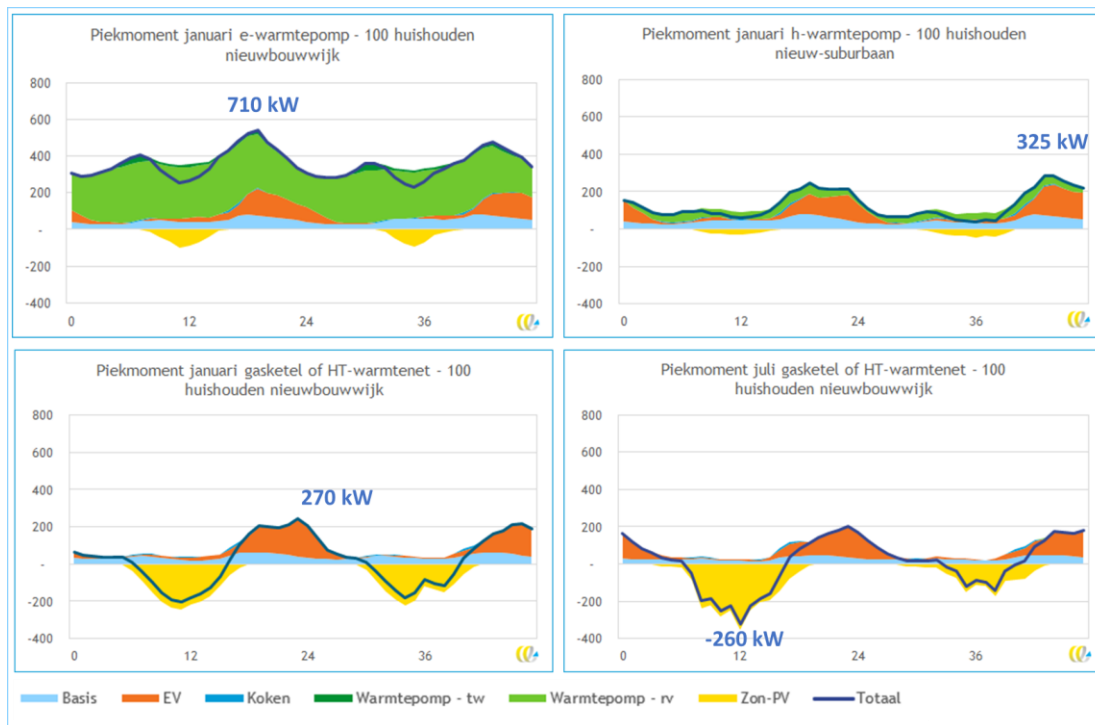 Piekmoment januari e-warmtepomp - 100 huishouden
nieuwbouwwijk
800
600
400
200
-
-200
-400
710 kW
0
12
24
36
Piekmoment januari h-warmtepomp - 100 huishouden
nieuw-suburbaan
800
600
400
200
-
-200
-400
325 kW
0
12
24
36
Piekmoment januari gasketel of HT-warmtenet - 100
huishouden nieuwbouwwijk
800
600
400
200
-
-200
-400
270 kW
0
12
24
36
Piekmoment juli gasketel of HT-warmtenet - 100
huishouden nieuwbouwwijk
800
600
400
200
-
-200
-400
-260 kW
0
12
24
36
Basis
EV
Koken
Warmtepomp - tw
Warmtepomp - rv
Zon-PV
Totaal